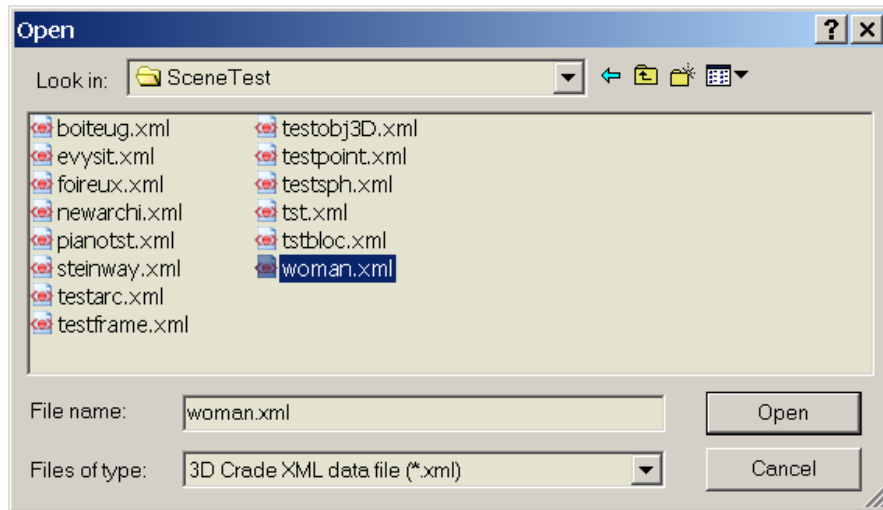 Open
Look in: SceneTest
boiteug.xml
evysit.xml
foireux.xml
newarchi.xml
pianotst.xml
steinway.xml
testarc.xml
testframe.xml
testobj3D.xml
testpoint.xml
testsph.xml
tst.xml
tstbloc.xml
woman.xml
File name: woman.xml
Open
Files of type: 3D Crade XML data file (*.xml)
Cancel